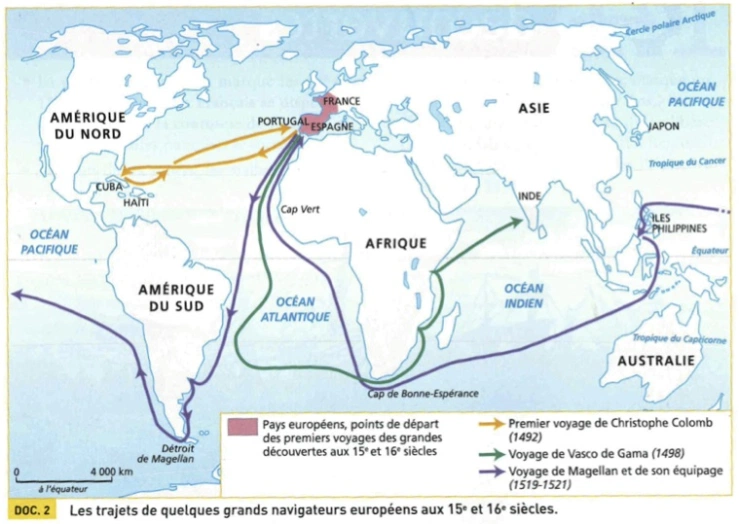 Cercle polaire Arctique
OCÉAN
PACIFIQUE
AMÉRIQUE
DU NORD
FRANCE
PORTUGAL
ESPAGNE
ASIE
JAPON
Tropique du Cancer
CUBA
HAÏTI
Cap Vert
INDE
ILES
PHILIPPINES
OCÉAN
PACIFIQUE
AFRIQUE
Équateur
AMÉRIQUE
DU SUD
OCÉAN
ATLANTIQUE
OCÉAN
INDIEN
Tropique du Capricorne
AUSTRALIE
Cap de Bonne-Espérance
Détroit
de Magellan
0 4 000 km
à l'équateur
Pays européens, points de départ
des premiers voyages des grandes
découvertes aux 15e et 16e siècles
Premier voyage de Christophe Colomb
(1492)
Voyage de Vasco de Gama (1498)
Voyage de Magellan et de son équipage
(1519-1521)
DOC. 2 Les trajets de quelques grands navigateurs européens aux 15e et 16e siècles.